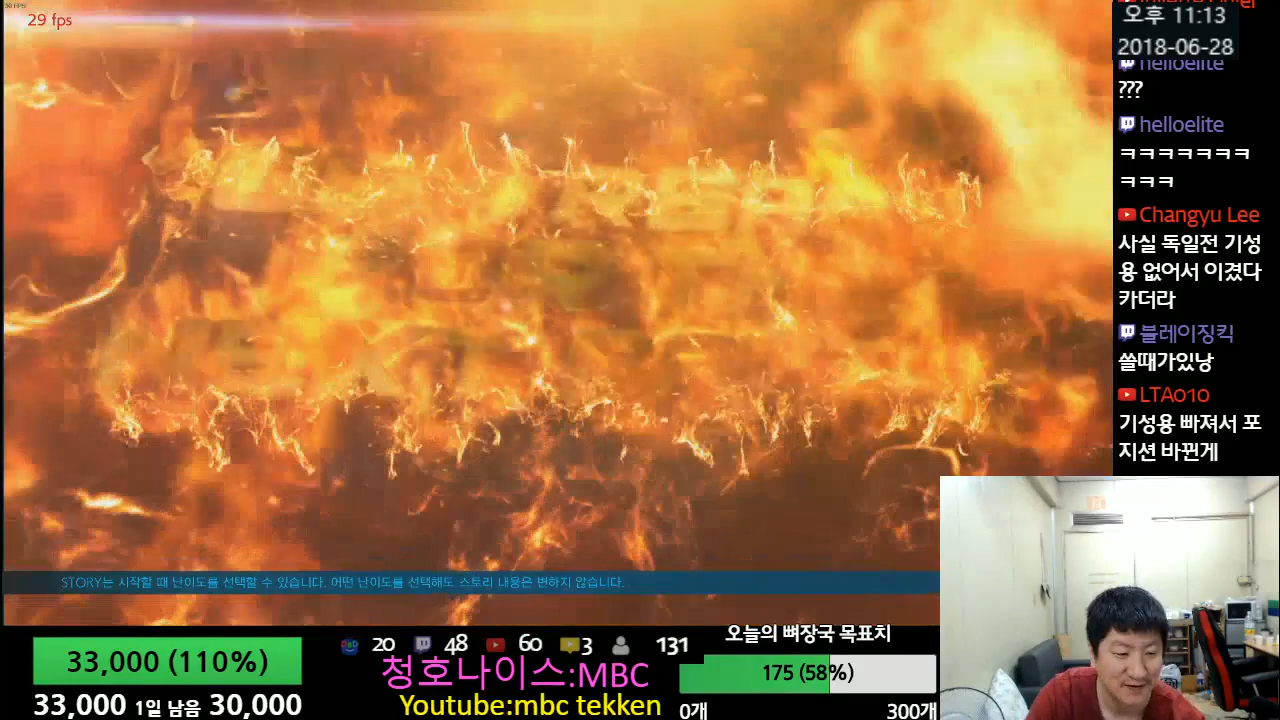 29 fps
오후 11:13
2018-06-28
helloelite
???
helloelite
ㅋㅋㅋㅋㅋㅋㅋ
ㅋㅋㅋ
Changyu Lee
사실 독일전 기성
용 없어서 이겼다
카더라
블레이징킥
쓸때가있낭
LTA010
기성용 빠져서 포
지션 바뀐게
STORY는 시작할 때 난이도를 선택할 수 있습니다. 어떤 난이도를 선택해도 스토리 내용은 변하지 않습니다.
33,000 (110%)
33,000 1일 남음 30,000
20 48 60 3 131
청호나이스:MBC
Youtube:mbc tekken
오늘의 뼈장국 목표치
175 (58%)
0개 300개